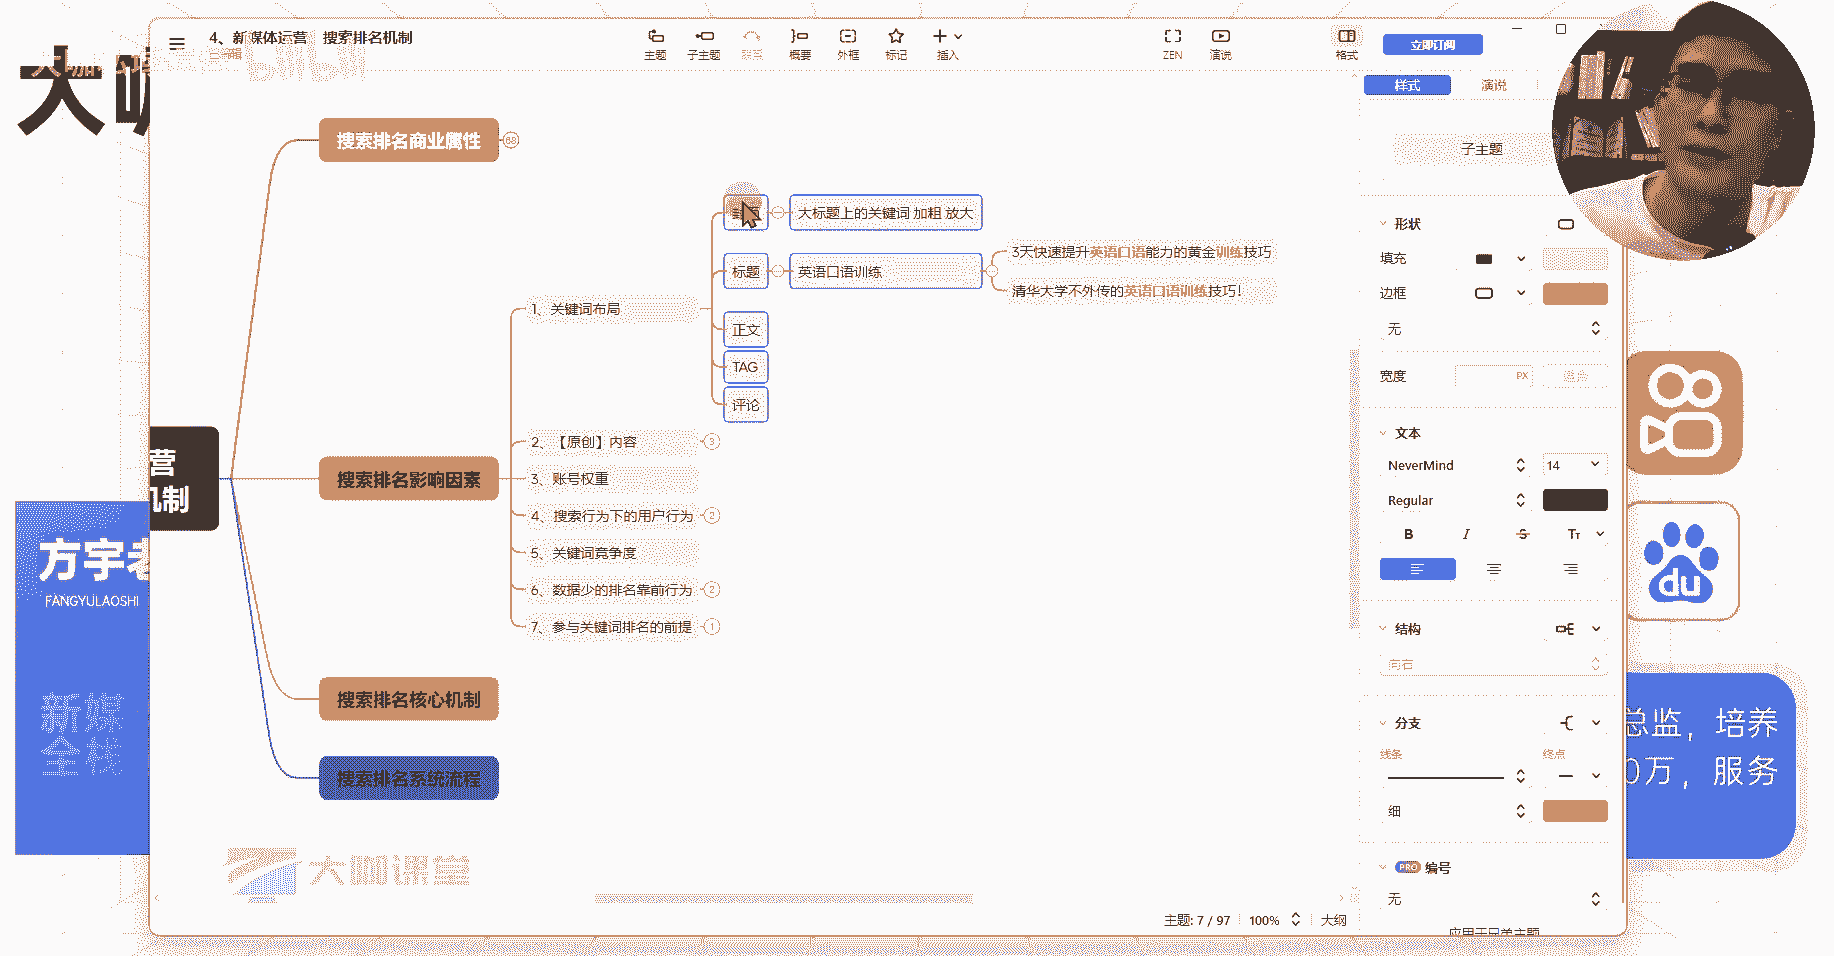 4、新媒体运营 搜索排名机制
已编辑
主题
子主题
联系
概要
外框
标记
插入
ZEN
演说
格式
立即订阅
样式
演说
子主题
大咖
搜索排名商业属性
68
大标题上的关键词 加粗 放大
标题
英语口语训练
3天快速提升英语口语能力的黄金训练技巧
清华大学不外传的英语口语训练技巧!
1、关键词布局
正文
TAG
评论
营
机制
搜索排名影响因素
2、【原创】内容
3
3、账号权重
4、搜索行为下的用户行为
2
5、关键词竞争度
6、数据少的排名靠前行为
2
7、参与关键词排名的前提
1
搜索排名核心机制
搜索排名系统流程
方宇老
FANGYULAOSHI
新媒
全栈
大咖课堂
形状
填充
边框
无
宽度
PX
文本
NeverMind
14
Regular
B
I
S
TT
结构
向右
分支
线条
终点
细
PRO
编号
无
应用于兄弟主题
主题: 7 / 97
100%
大纲
du
总监，培养
0万，服务